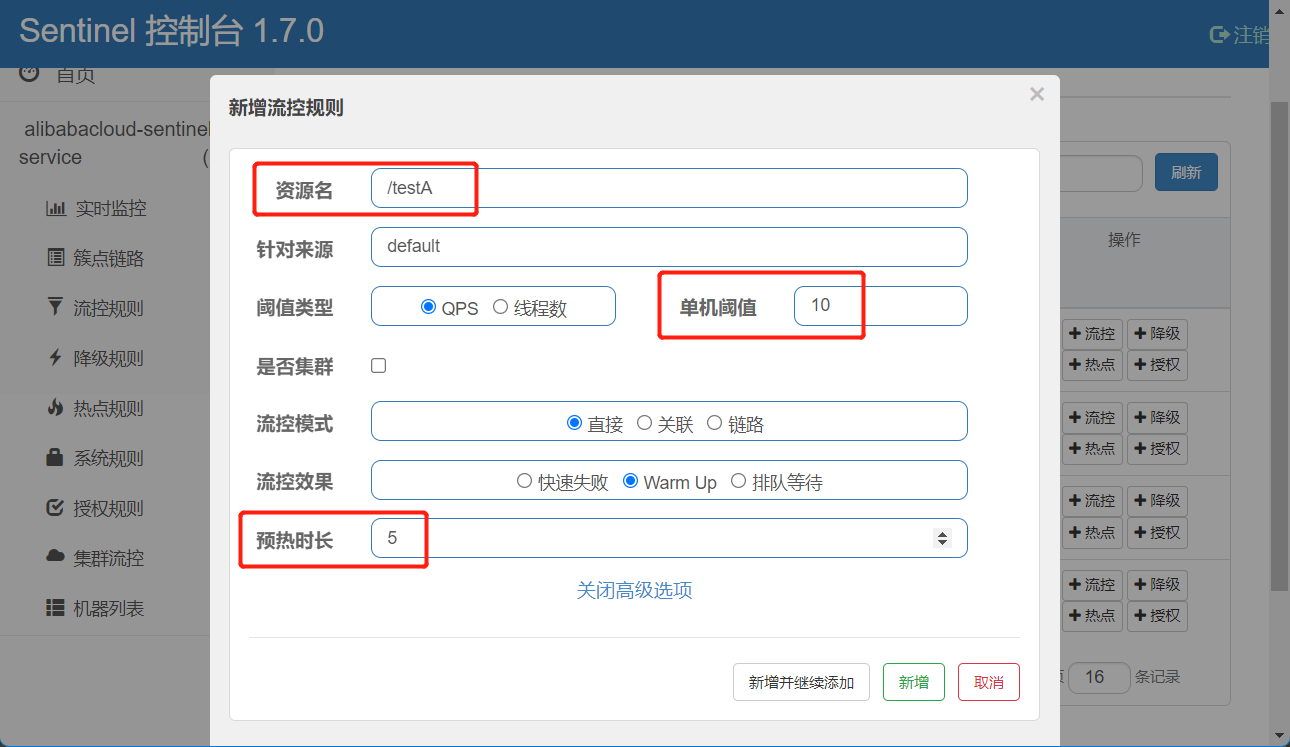 Sentinel 控制台 1.7.0
注销
首页
alibabacloud-sentinel
service (
实时监控
簇点链路
流控规则
降级规则
热点规则
系统规则
授权规则
集群流控
机器列表
新增流控规则
×
资源名 /testA
针对来源 default
阈值类型 QPS 线程数 单机阈值 10
是否集群
流控模式 直接 关联 链路
流控效果 快速失败 Warm Up 排队等待
预热时长 5
关闭高级选项
新增并继续添加 新增 取消
刷新
操作
+流控 +降级
+热点 +授权
+流控 +降级
+热点 +授权
+流控 +降级
+热点 +授权
+流控 +降级
+热点 +授权
16 条记录